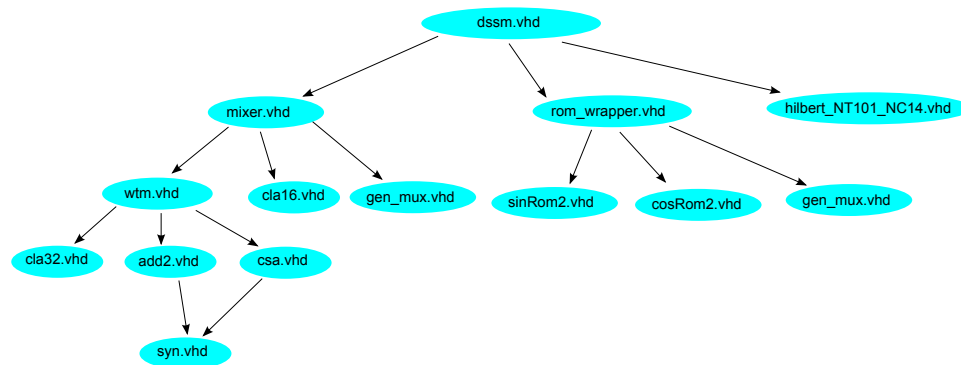 dssm.vhd
mixer.vhd
rom_wrapper.vhd
hilbert_NT101_NC14.vhd
wtm.vhd
cla16.vhd
gen_mux.vhd
sinRom2.vhd
cosRom2.vhd
gen_mux.vhd
cla32.vhd
add2.vhd
csa.vhd
syn.vhd